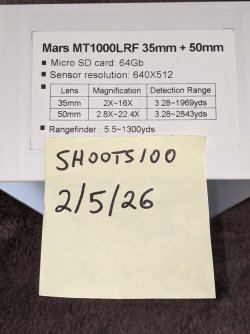 Mars MT1000LRF 35mm + 50mm
Micro SD card: 64Gb
Sensor resolution: 640X512
Lens Magnification Detection Range
35mm 2X~16X 3.28~1969yds
50mm 2.8X~22.4X 3.28~2843yds
Rangefinder : 5.5~1300yds
SHOOTS100
2/5/26